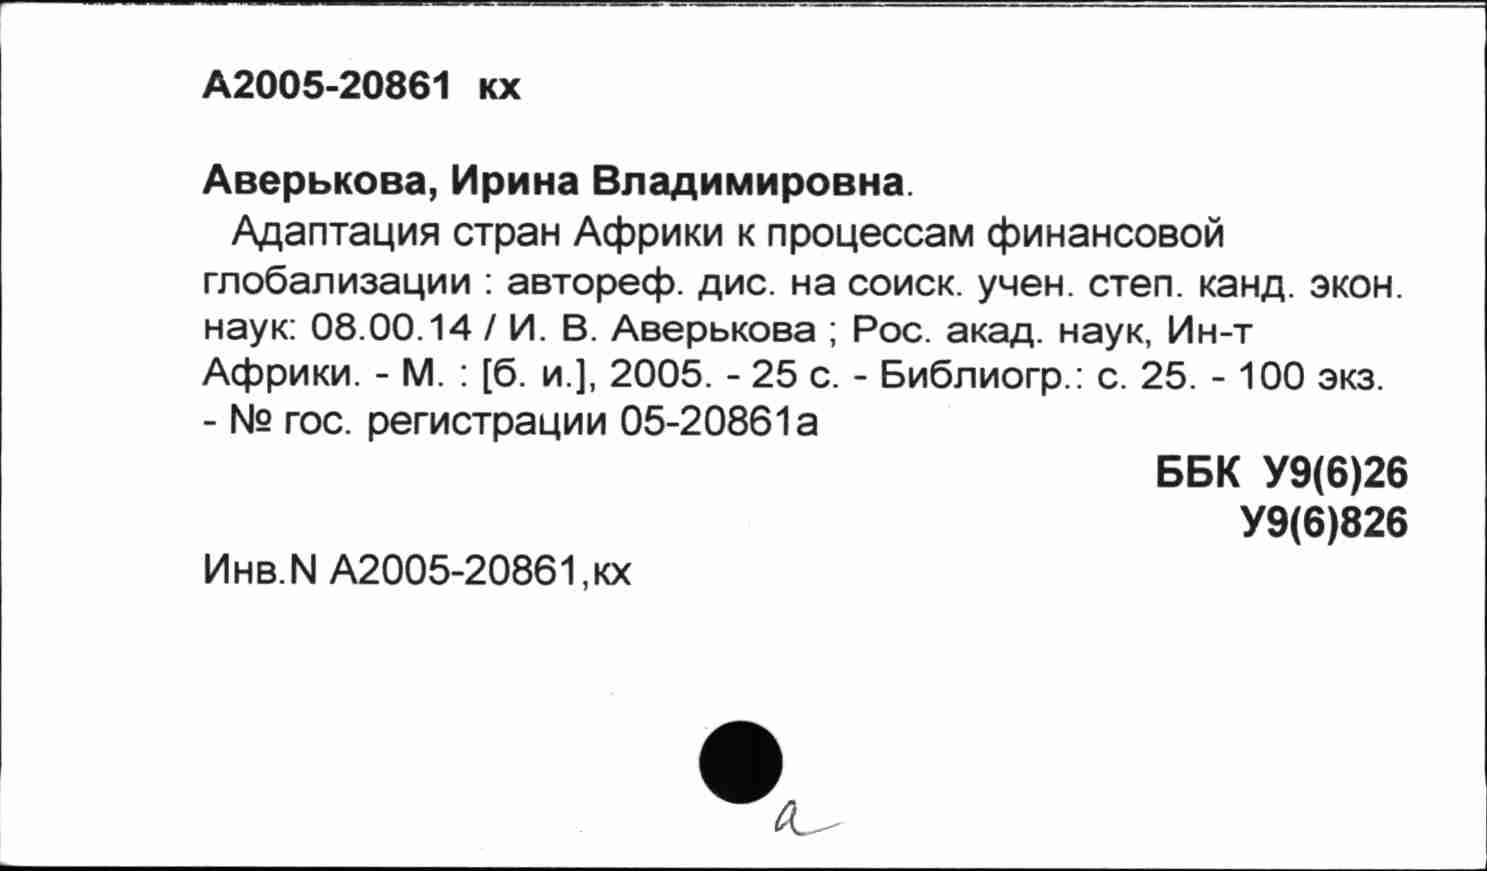 А2005-20861 кх
Аверькова, Ирина Владимировна.
Адаптация стран Африки к процессам финансовой
глобализации : автореф. дис. на соиск. учен. степ. канд. экон.
наук: 08.00.14 / И. В. Аверькова ; Рос. акад. наук, Ин-т
Африки. - М. : [б. и.], 2005. - 25 с. - Библиогр.: с. 25. - 100 экз.
- № гос. регистрации 05-20861а
ББК У9(6)26
У9(6)826
Инв.N А2005-20861,кх
а